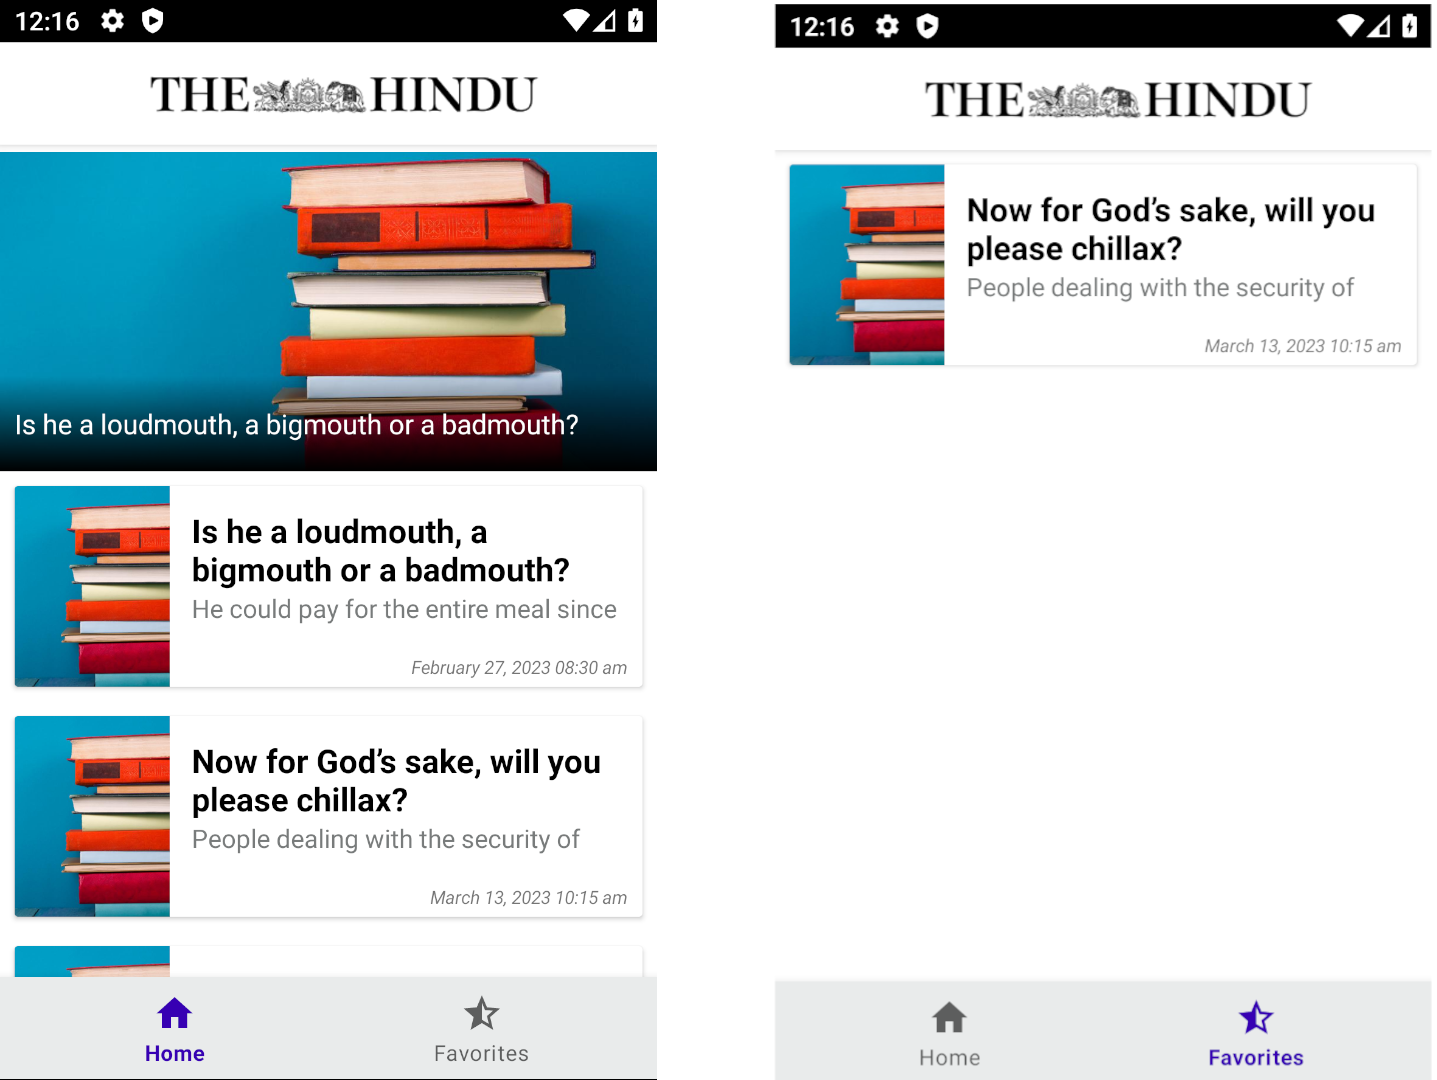 12:16
THE HINDU
Is he a loudmouth, a bigmouth or a badmouth?
Is he a loudmouth, a
bigmouth or a badmouth?
He could pay for the entire meal since
February 27, 2023 08:30 am
Now for God’s sake, will you
please chillax?
People dealing with the security of
March 13, 2023 10:15 am
Home
Favorites
12:16
THE HINDU
Now for God’s sake, will you
please chillax?
People dealing with the security of
March 13, 2023 10:15 am
Home
Favorites